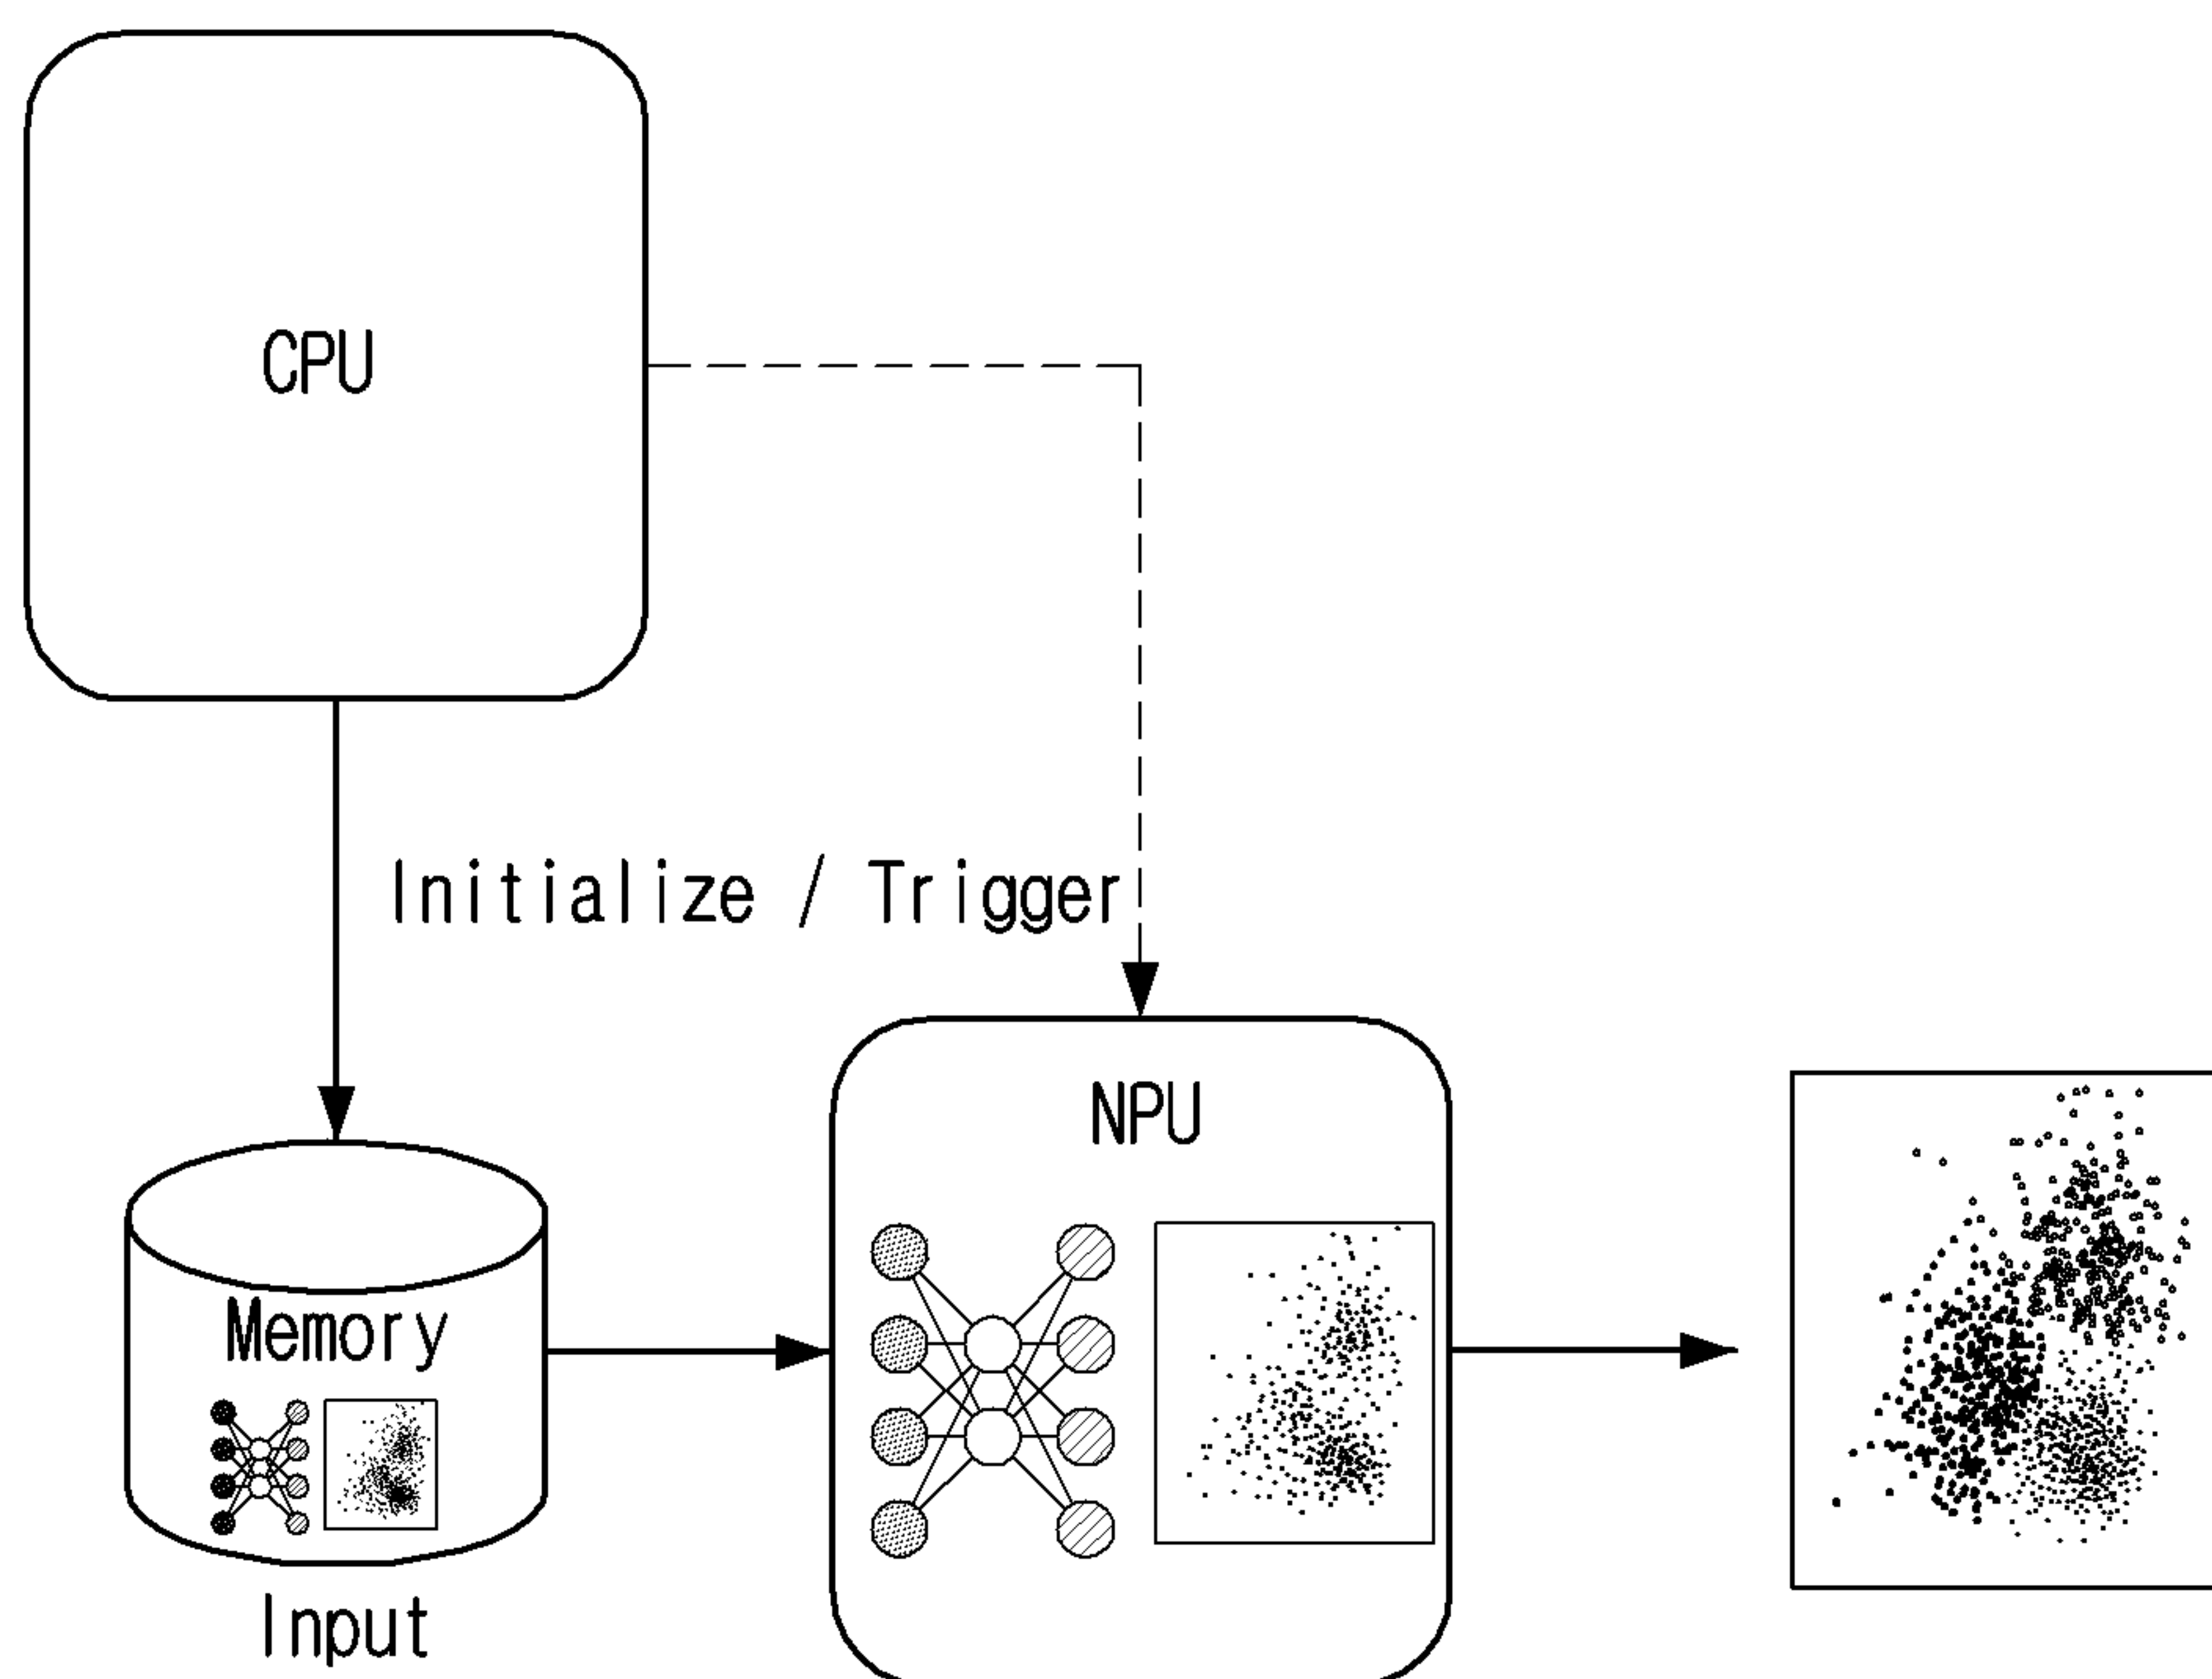 CPU
Initialize / Trigger
NPU
Memory
Input